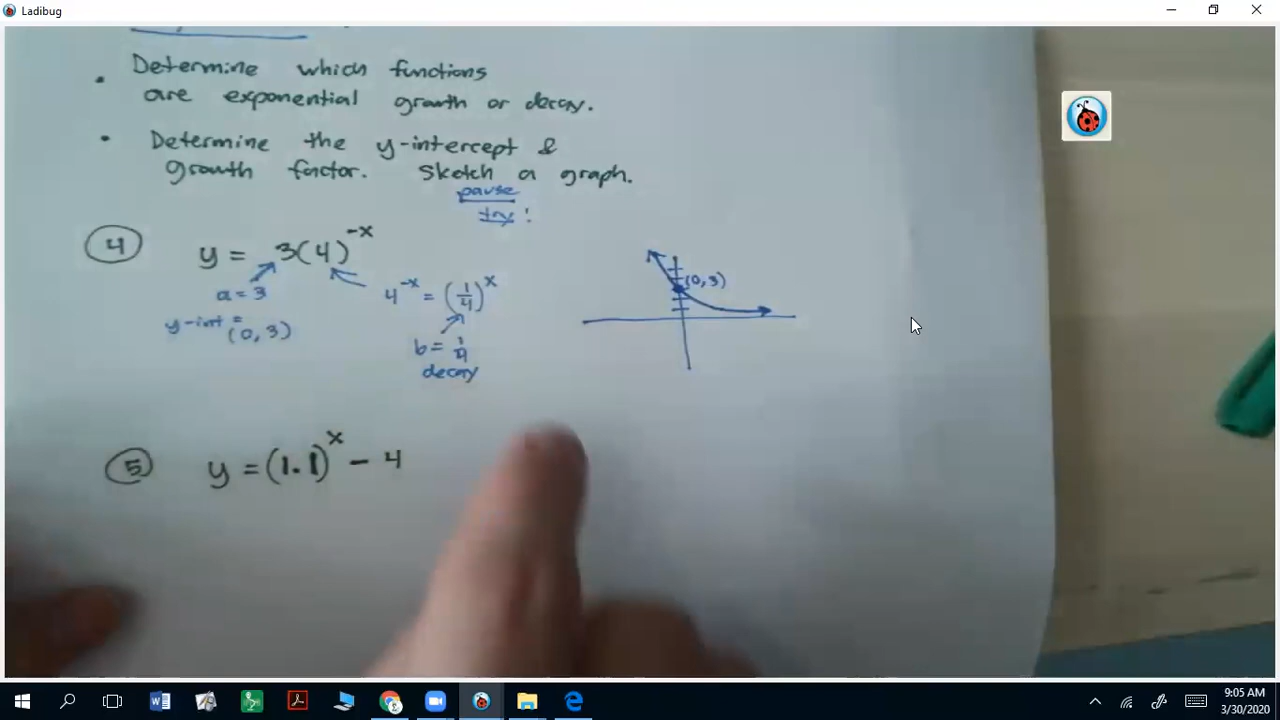 Ladibug
Determine which functions
are exponential growth or decay.
Determine the y-intercept &
growth factor. Sketch a graph.
pause
try!
4 y = 3(4)^-x
a = 3
y-int = (0, 3)
4^-x = (1/4)^x
b = 1/4
decay
(0, 3)
5 y = (1.1)^x - 4
9:05 AM
3/30/2020